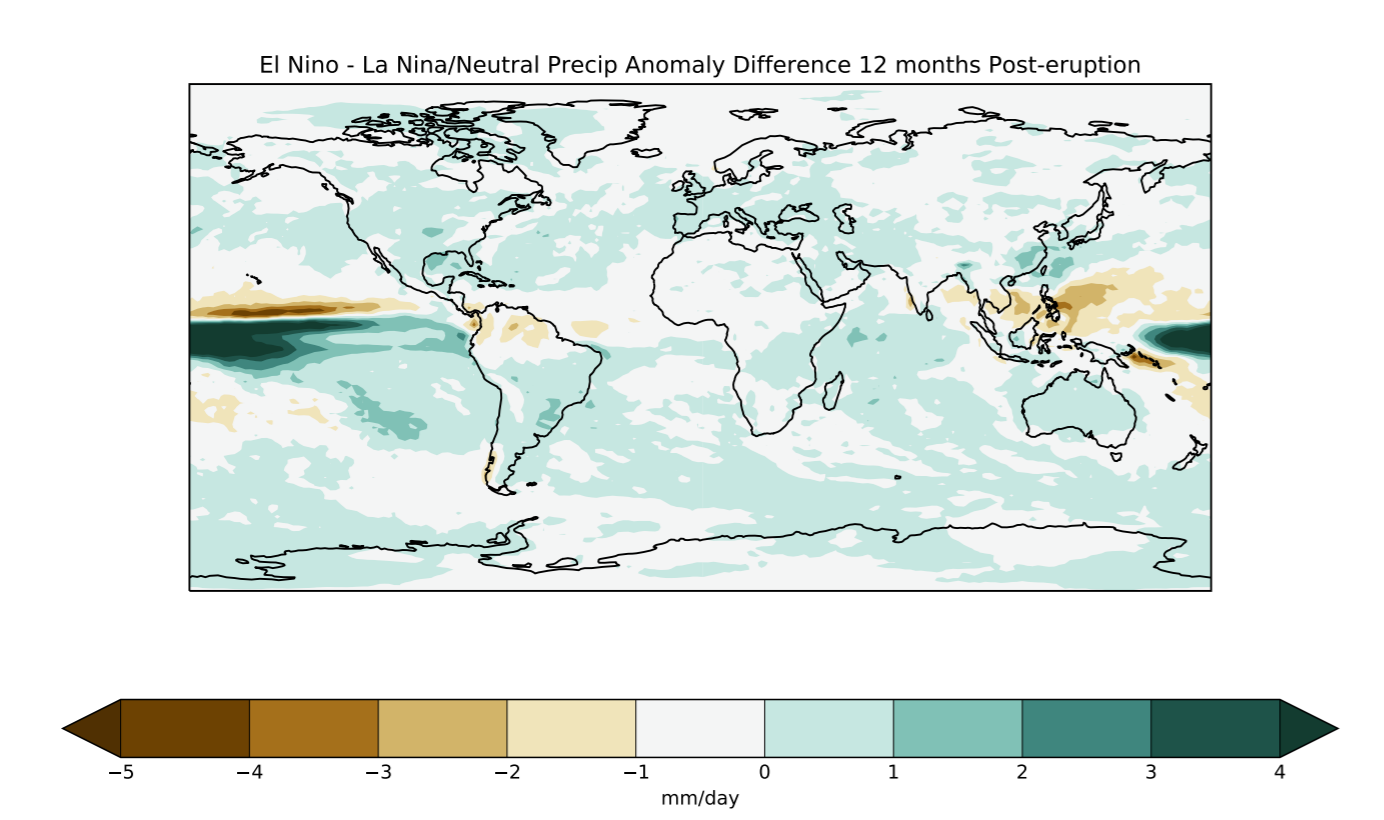 El Nino - La Nina/Neutral Precip Anomaly Difference 12 months Post-eruption
−5 −4 −3 −2 −1 0 1 2 3 4
mm/day